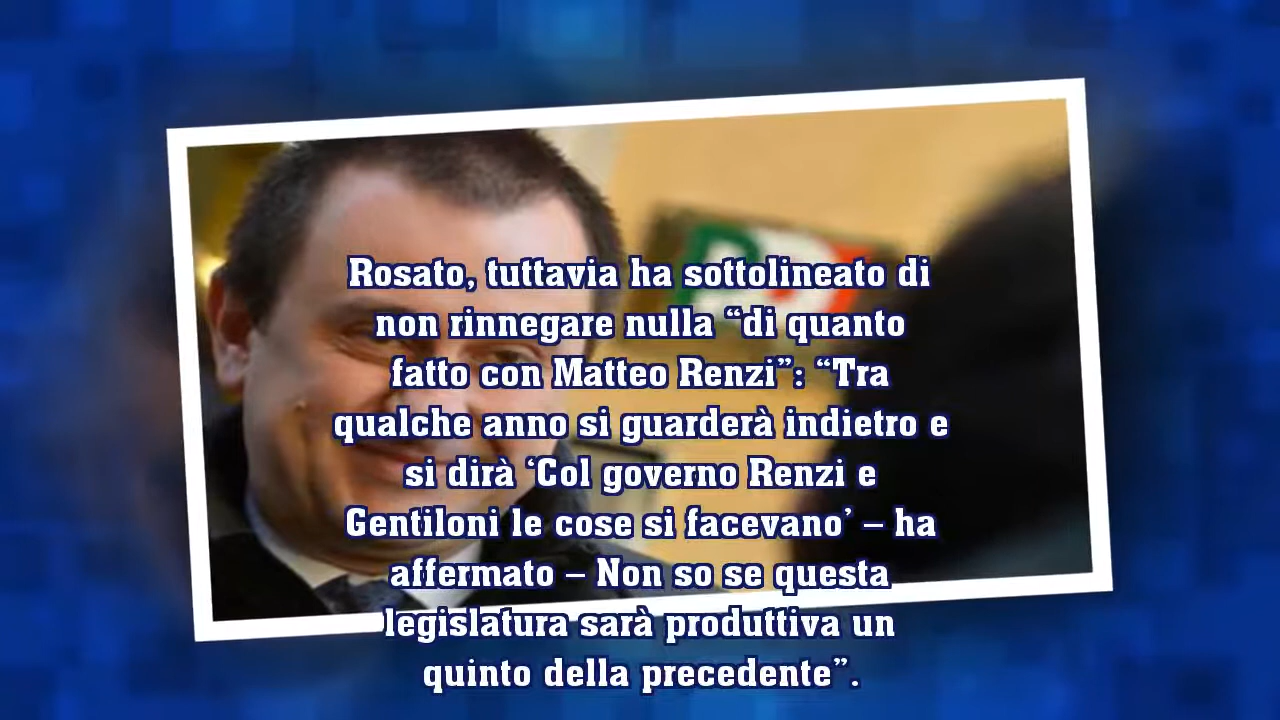 PD
Rosato, tuttavia ha sottolineato di
non rinnegare nulla “di quanto
fatto con Matteo Renzi”: “Tra
qualche anno si guarderà indietro e
si dirà ‘Col governo Renzi e
Gentiloni le cose si facevano’ – ha
affermato – Non so se questa
legislatura sarà produttiva un
quinto della precedente”.